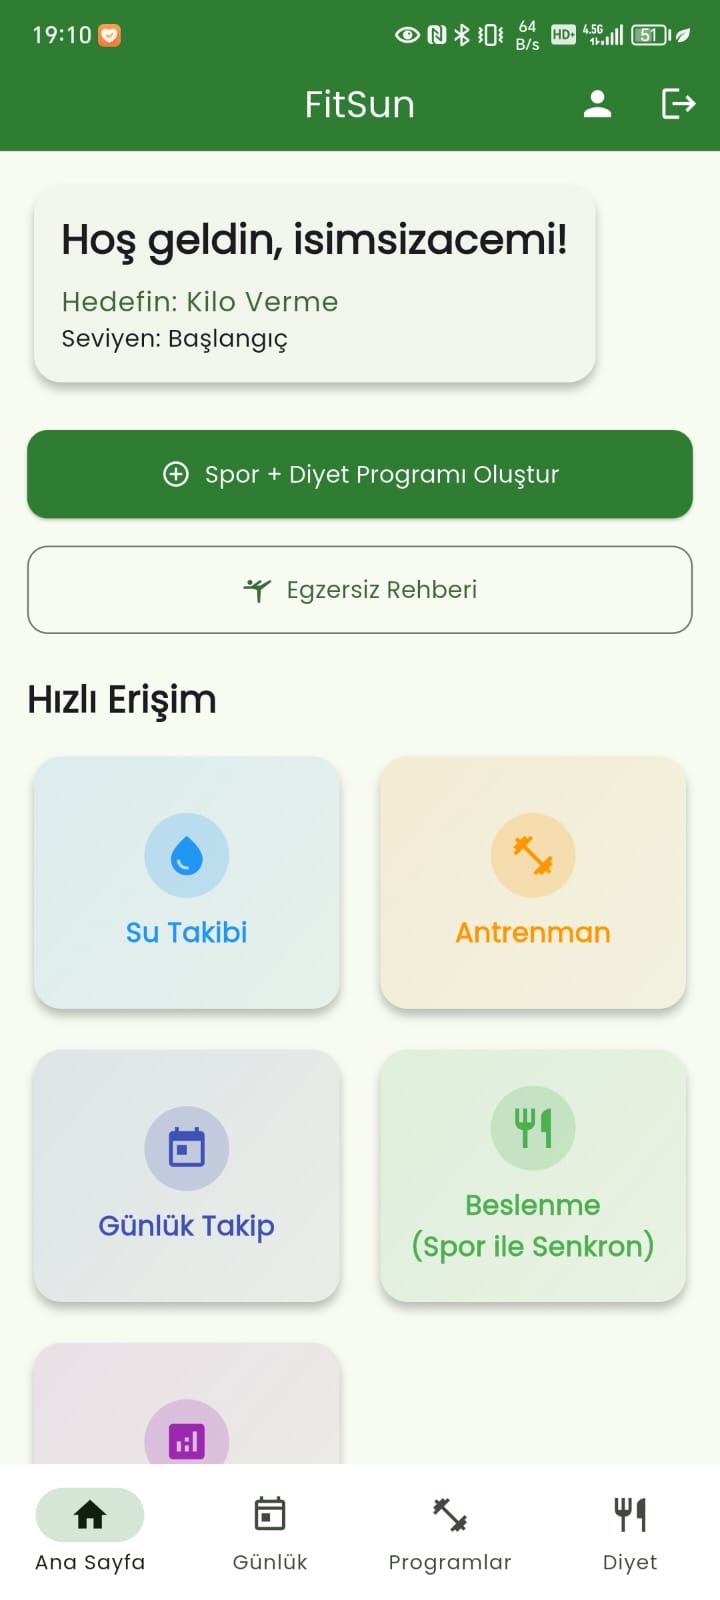 19:10
64
B/s
HD+
4.5G
51
FitSun
Hoş geldin, isimsizacemi!
Hedefin: Kilo Verme
Seviyen: Başlangıç
Spor + Diyet Programı Oluştur
Egzersiz Rehberi
Hızlı Erişim
Su Takibi
Antrenman
Günlük Takip
Beslenme
(Spor ile Senkron)
Ana Sayfa
Günlük
Programlar
Diyet